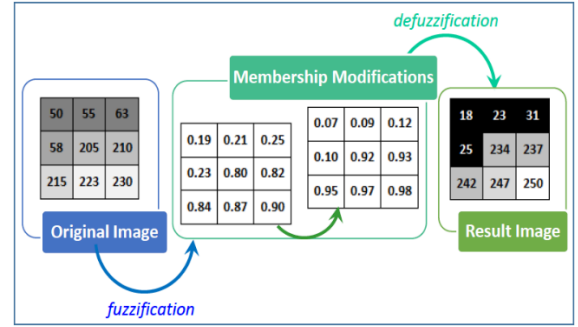 defuzzification
Membership Modifications
50 55 63
58 205 210
215 223 230
Original Image
0.19 0.21 0.25
0.23 0.80 0.82
0.84 0.87 0.90
0.07 0.09 0.12
0.10 0.92 0.93
0.95 0.97 0.98
18 23 31
25 234 237
242 247 250
Result Image
fuzzification